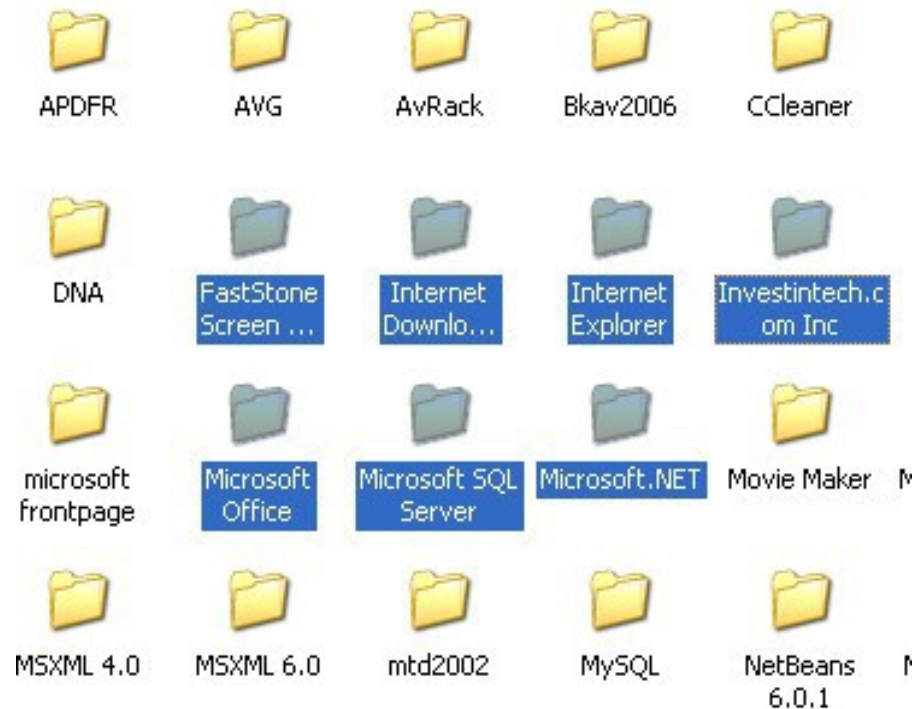 APDFR
AVG
AvRack
Bkav2006
CCleaner
DNA
FastStone
Screen ...
Internet
Downlo...
Internet
Explorer
Investintech.c
om Inc
microsoft
frontpage
Microsoft
Office
Microsoft SQL
Server
Microsoft.NET
Movie Maker
MSXML 4.0
MSXML 6.0
mtd2002
MySQL
NetBeans
6.0.1